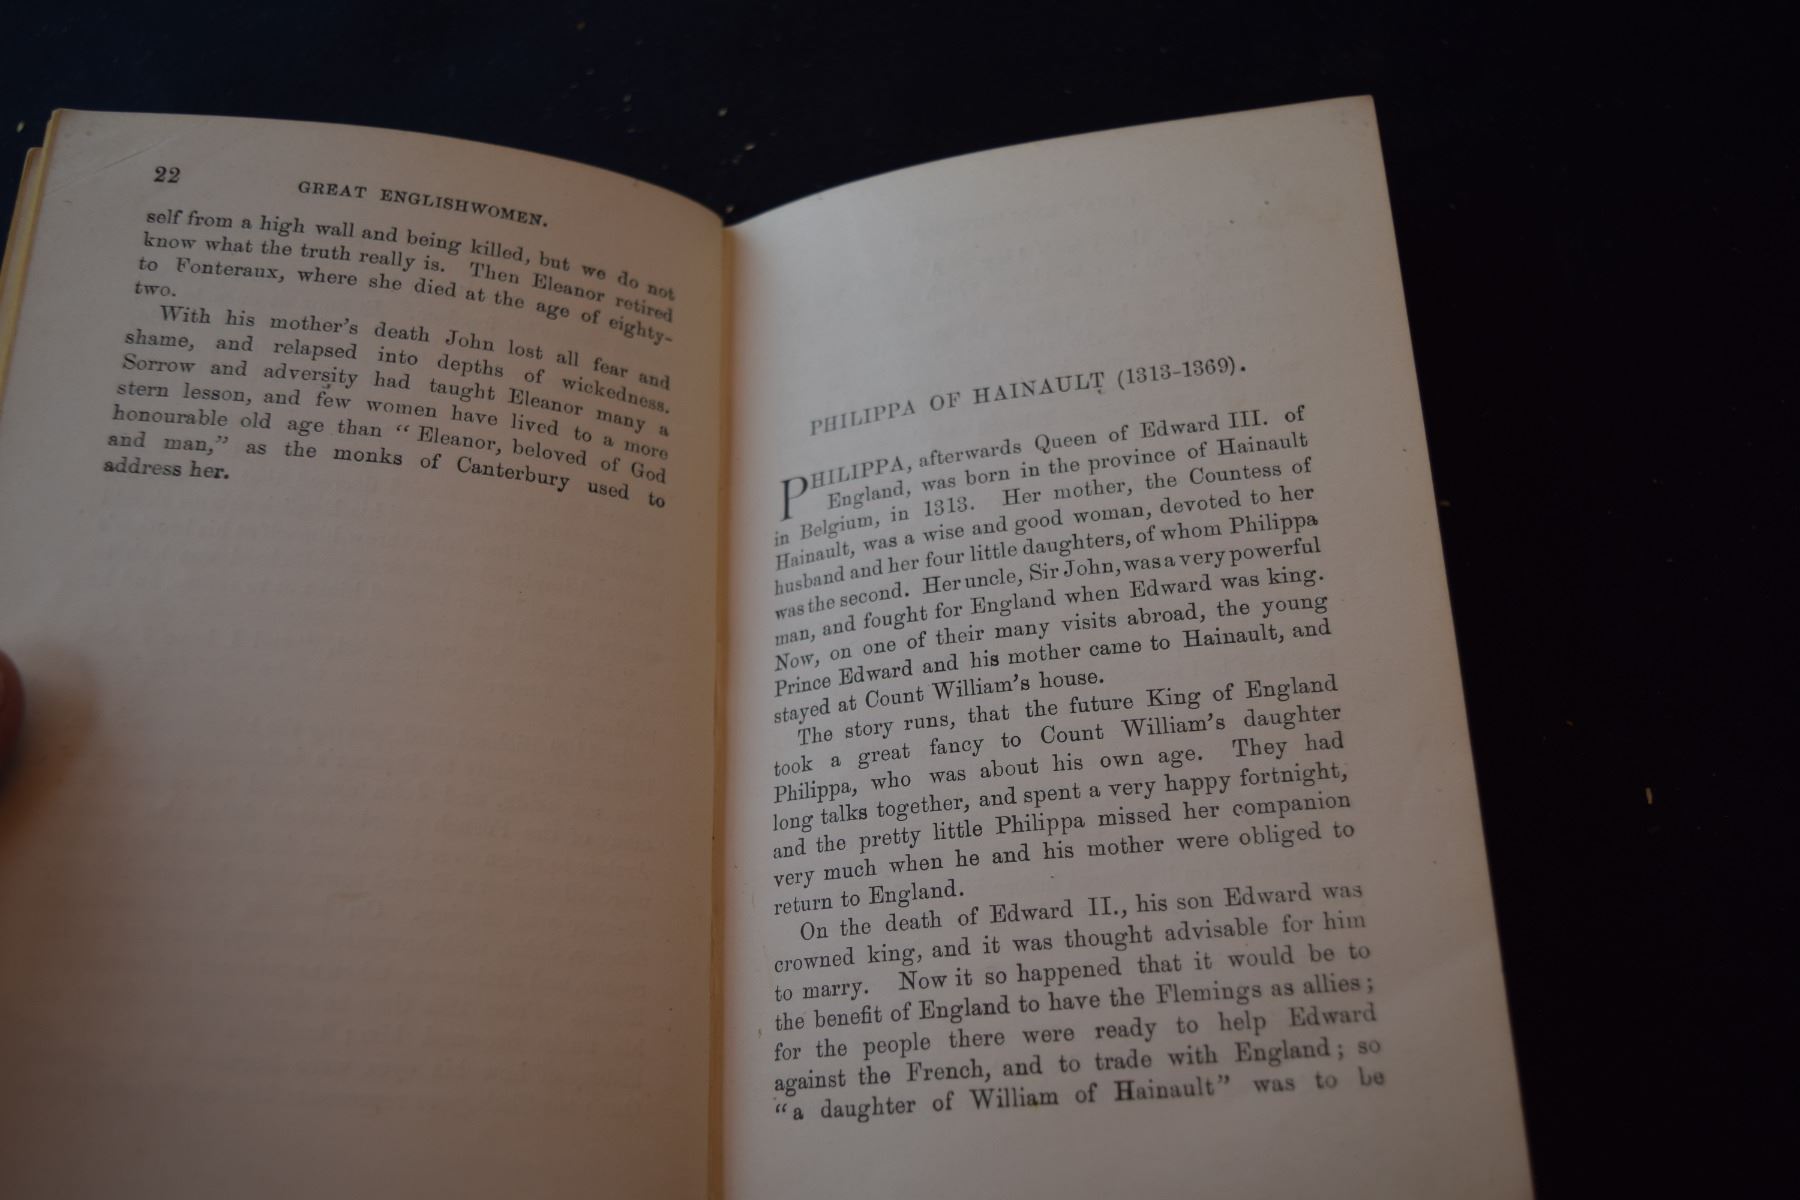 22
GREAT ENGLISHWOMEN.
self from a high wall and being killed, but we do not
know what the truth really is. Then Eleanor retired
to Fonteraux, where she died at the age of eighty-
two.
With his mother's death John lost all fear and
shame, and relapsed into depths of wickedness.
Sorrow and adversity had taught Eleanor many a
stern lesson, and few women have lived to a more
honourable old age than “Eleanor, beloved of God
and man,” as the monks of Canterbury used to
address her.
PHILIPPA OF HAINAULT (1313-1369).
PHILIPPA, afterwards Queen of Edward III. of
England, was born in the province of Hainault
in Belgium, in 1313. Her mother, the Countess of
Hainault, was a wise and good woman, devoted to her
husband and her four little daughters, of whom Philippa
was the second. Her uncle, Sir John, was a very powerful
man, and fought for England when Edward was king.
Now, on one of their many visits abroad, the young
Prince Edward and his mother came to Hainault, and
stayed at Count William's house.
The story runs, that the future King of England
took a great fancy to Count William's daughter
Philippa, who was about his own age. They had
long talks together, and spent a very happy fortnight,
and the pretty little Philippa missed her companion
very much when he and his mother were obliged to
return to England.
On the death of Edward II., his son Edward was
crowned king, and it was thought advisable for him
to marry. Now it so happened that it would be to
the benefit of England to have the Flemings as allies;
for the people there were ready to help Edward
against the French, and to trade with England; so
“a daughter of William of Hainault” was to be